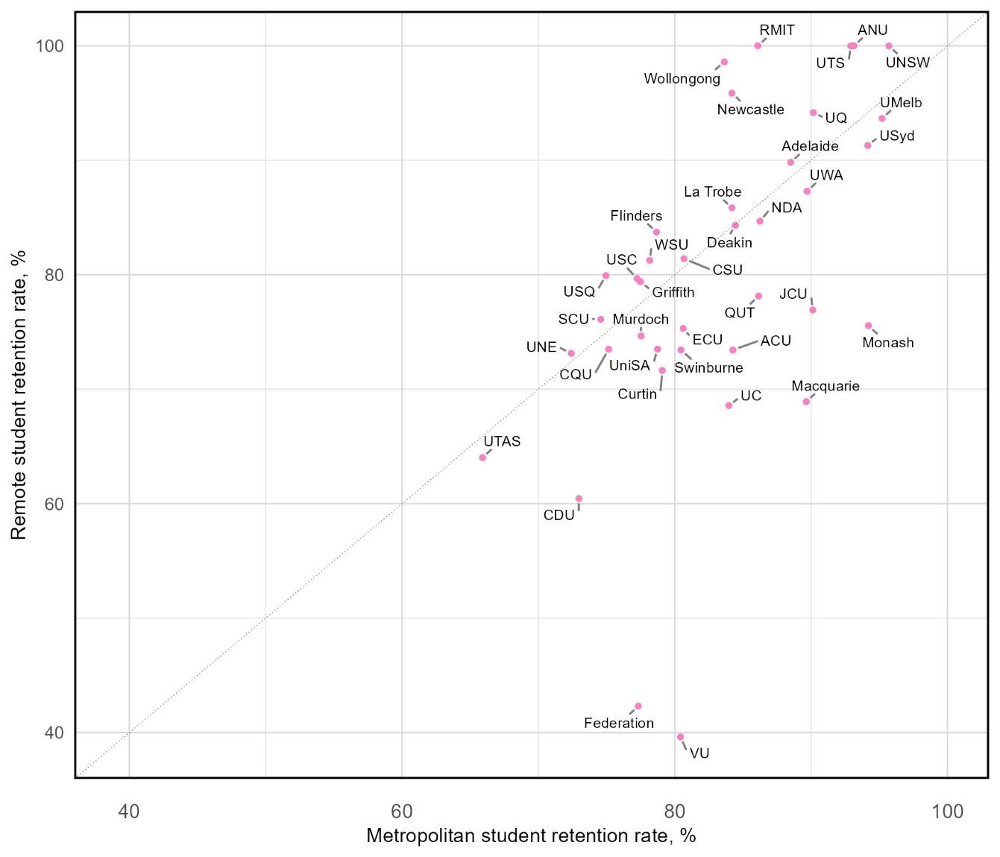 RMIT
ANU
100
UTS
UNSW
Wollongong
UMelb
Newcastle
UQ
USyd
Adelaide
UWA
La Trobe
NDA
Flinders
Deakin
WSU
USC
CSU
80
USQ
Griffith
JCU
QUT
SCU
Murdoch
ECU
ACU
Monash
UNE
UniSA
Swinburne
CQU
Macquarie
Curtin
UC
UTAS
60
CDU
Federation
40
VU
Remote student retention rate, %
40
60
80
100
Metropolitan student retention rate, %